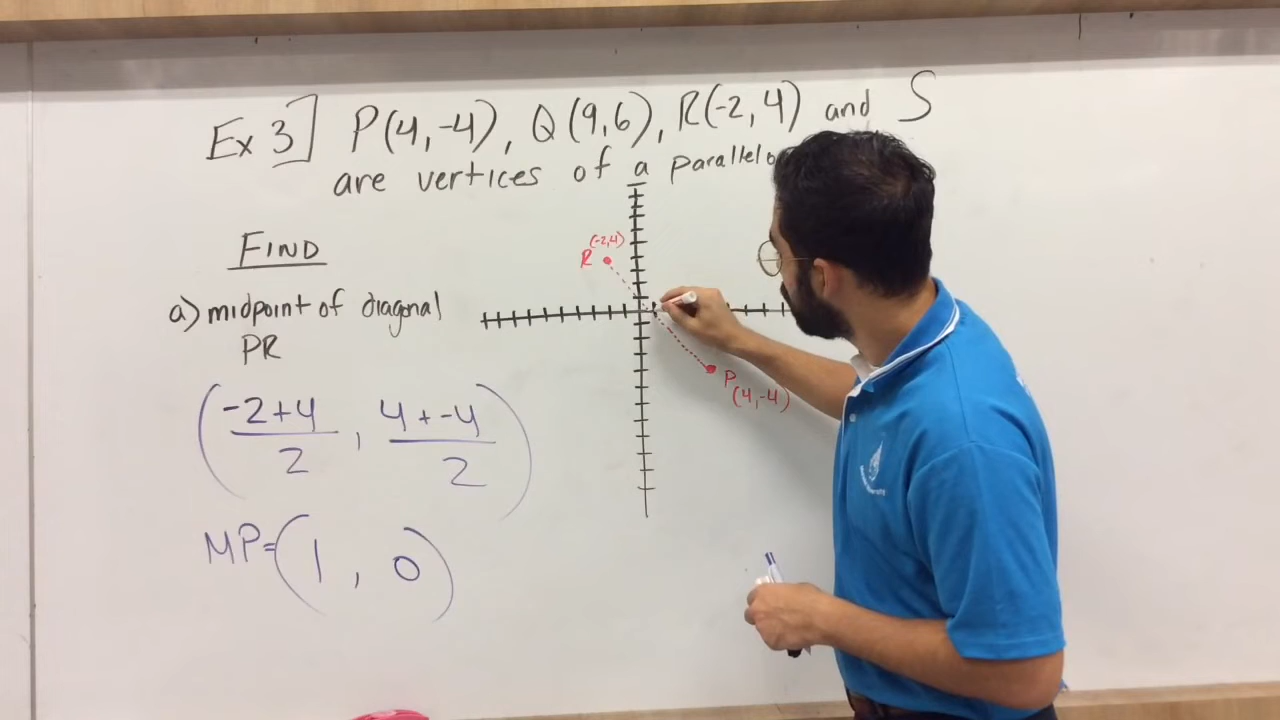 Ex 3] P(4,-4), Q(9,6), R(-2,4) and S
are vertices of a
FIND
a) midpoint of diagonal
PR
(-2+4/2, 4+-4/2)
MP=(1, 0)
(-2,4)
R
P
(4,-4)